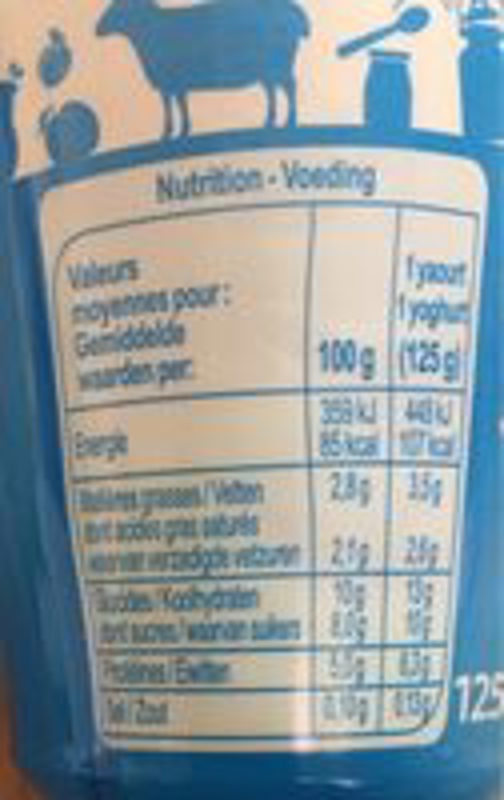 Nutrition - Voeding
Valeurs
moyennes pour :
Gemiddelde
waarden per:
100 g
1 yaourt
1 yoghurt
(125 g)
Energie
359 kJ 449 kJ
85 kcal 107 kcal
Matières grasses / Vetten 2,8 g 3,5 g
dont acides gras saturés
waarvan verzadigde vetzuren 2,1 g 2,6 g
Glucides / Koolhydraten 10 g 13 g
dont sucres / waarvan suikers 10 g
Protéines / Eiwitten 5,0 g 6,3 g
Sel / Zout 0,10 g 0,13 g
125